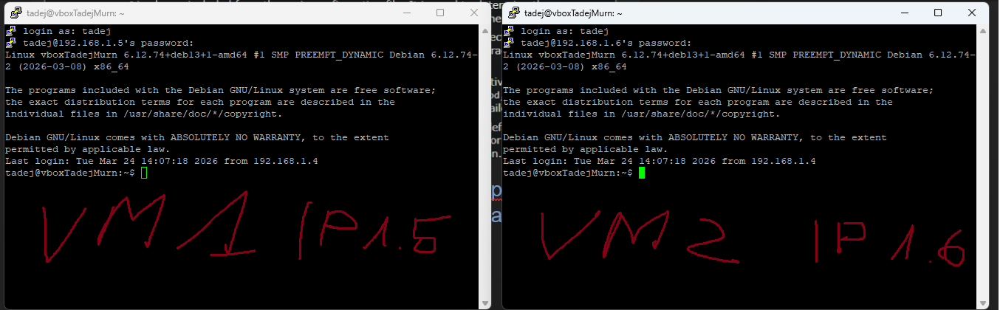 tadej@vboxTadejMurn: ~
login as: tadej
tadej@192.168.1.5's password:
Linux vboxTadejMurn 6.12.74+deb13+1-amd64 #1 SMP PREEMPT_DYNAMIC Debian 6.12.74-
2 (2026-03-08) x86_64
The programs included with the Debian GNU/Linux system are free software;
the exact distribution terms for each program are described in the
individual files in /usr/share/doc/*/copyright.
Debian GNU/Linux comes with ABSOLUTELY NO WARRANTY, to the extent
permitted by applicable law.
Last login: Tue Mar 24 14:07:18 2026 from 192.168.1.4
tadej@vboxTadejMurn:~$
VM1 IP1.5
tadej@vboxTadejMurn: ~
login as: tadej
tadej@192.168.1.6's password:
Linux vboxTadejMurn 6.12.74+deb13+1-amd64 #1 SMP PREEMPT_DYNAMIC Debian 6.12.74-
2 (2026-03-08) x86_64
The programs included with the Debian GNU/Linux system are free software;
the exact distribution terms for each program are described in the
individual files in /usr/share/doc/*/copyright.
Debian GNU/Linux comes with ABSOLUTELY NO WARRANTY, to the extent
permitted by applicable law.
Last login: Tue Mar 24 14:07:18 2026 from 192.168.1.4
tadej@vboxTadejMurn:~$
VM2 IP1.6